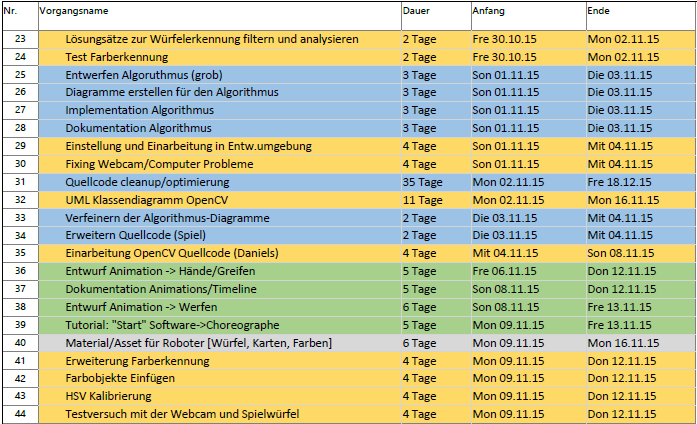 Nr. Vorgangsname Dauer Anfang Ende
23 Lösungsätze zur Würfelerkennung filtern und analysieren 2 Tage Fre 30.10.15 Mon 02.11.15
24 Test Farberkennung 2 Tage Fre 30.10.15 Mon 02.11.15
25 Entwerfen Algoruthmus (grob) 3 Tage Son 01.11.15 Die 03.11.15
26 Diagramme erstellen für den Algorithmus 3 Tage Son 01.11.15 Die 03.11.15
27 Implementation Algorithmus 3 Tage Son 01.11.15 Die 03.11.15
28 Dokumentation Algorithmus 3 Tage Son 01.11.15 Die 03.11.15
29 Einstellung und Einarbeitung in Entw.umgebung 4 Tage Son 01.11.15 Mit 04.11.15
30 Fixing Webcam/Computer Probleme 4 Tage Son 01.11.15 Mit 04.11.15
31 Quellcode cleanup/optimierung 35 Tage Mon 02.11.15 Fre 18.12.15
32 UML Klassendiagramm OpenCV 11 Tage Mon 02.11.15 Mon 16.11.15
33 Verfeinern der Algorithmus-Diagramme 2 Tage Die 03.11.15 Mit 04.11.15
34 Erweitern Quellcode (Spiel) 2 Tage Die 03.11.15 Mit 04.11.15
35 Einarbeitung OpenCV Quellcode (Daniels) 4 Tage Mit 04.11.15 Son 08.11.15
36 Entwurf Animation -> Hände/Greifen 5 Tage Fre 06.11.15 Don 12.11.15
37 Dokumentation Animations/Timeline 5 Tage Son 08.11.15 Don 12.11.15
38 Entwurf Animation -> Werfen 6 Tage Son 08.11.15 Fre 13.11.15
39 Tutorial: "Start" Software->Choreographe 5 Tage Mon 09.11.15 Fre 13.11.15
40 Material/Asset für Roboter [Würfel, Karten, Farben] 6 Tage Mon 09.11.15 Mon 16.11.15
41 Erweiterung Farberkennung 4 Tage Mon 09.11.15 Don 12.11.15
42 Farbobjekte Einfügen 4 Tage Mon 09.11.15 Don 12.11.15
43 HSV Kalibrierung 4 Tage Mon 09.11.15 Don 12.11.15
44 Testversuch mit der Webcam und Spielwürfel 4 Tage Mon 09.11.15 Don 12.11.15